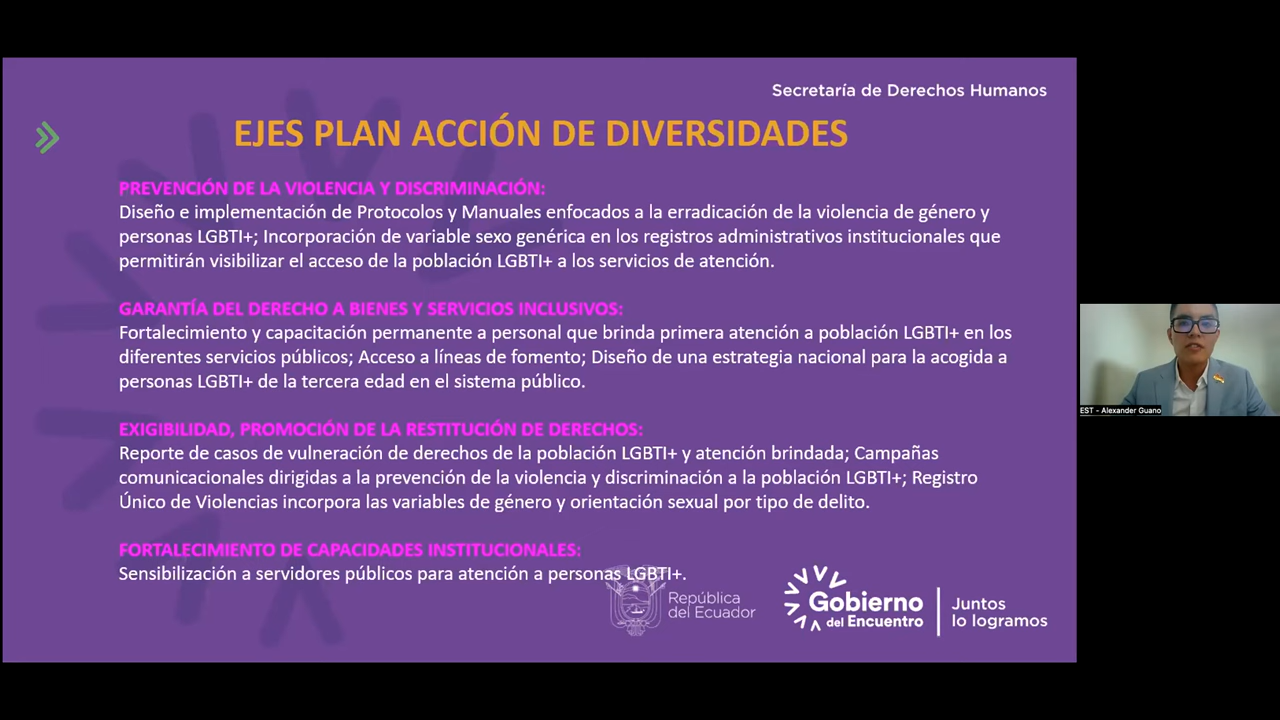 Secretaría de Derechos Humanos
EJES PLAN ACCIÓN DE DIVERSIDADES
PREVENCIÓN DE LA VIOLENCIA Y DISCRIMINACIÓN:
Diseño e implementación de Protocolos y Manuales enfocados a la erradicación de la violencia de género y
personas LGBTI+; Incorporación de variable sexo genérica en los registros administrativos institucionales que
permitirán visibilizar el acceso de la población LGBTI+ a los servicios de atención.
GARANTÍA DEL DERECHO A BIENES Y SERVICIOS INCLUSIVOS:
Fortalecimiento y capacitación permanente a personal que brinda primera atención a población LGBTI+ en los
diferentes servicios públicos; Acceso a líneas de fomento; Diseño de una estrategia nacional para la acogida a
personas LGBTI+ de la tercera edad en el sistema público.
EXIGIBILIDAD, PROMOCIÓN DE LA RESTITUCIÓN DE DERECHOS:
Reporte de casos de vulneración de derechos de la población LGBTI+ y atención brindada; Campañas
comunicacionales dirigidas a la prevención de la violencia y discriminación a la población LGBTI+; Registro
Único de Violencias incorpora las variables de género y orientación sexual por tipo de delito.
FORTALECIMIENTO DE CAPACIDADES INSTITUCIONALES:
Sensibilización a servidores públicos para atención a personas LGBTI+.
República
del Ecuador
Gobierno
del Encuentro
Juntos
lo logramos
EST - Alexander Guano